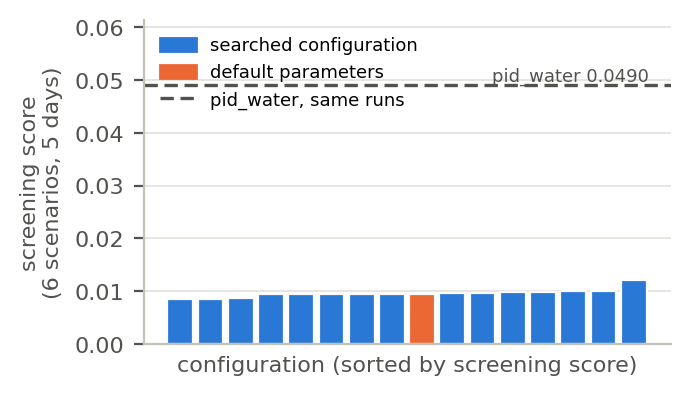 screening score
(6 scenarios, 5 days)
0.06
0.05
0.04
0.03
0.02
0.01
0.00
searched configuration
default parameters
pid_water, same runs
pid_water 0.0490
configuration (sorted by screening score)